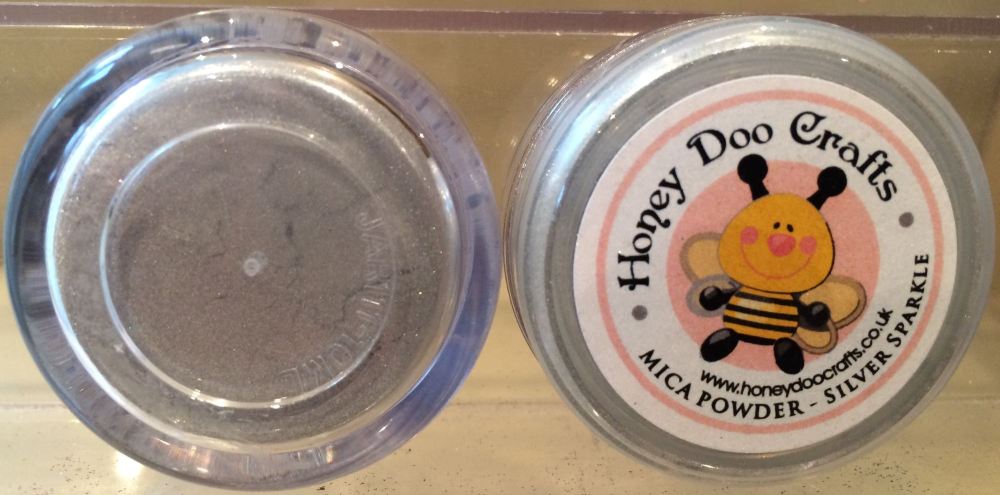 Honey Doo Crafts
www.honeydoocrafts.co.uk
MICA POWDER - SILVER SPARKLE